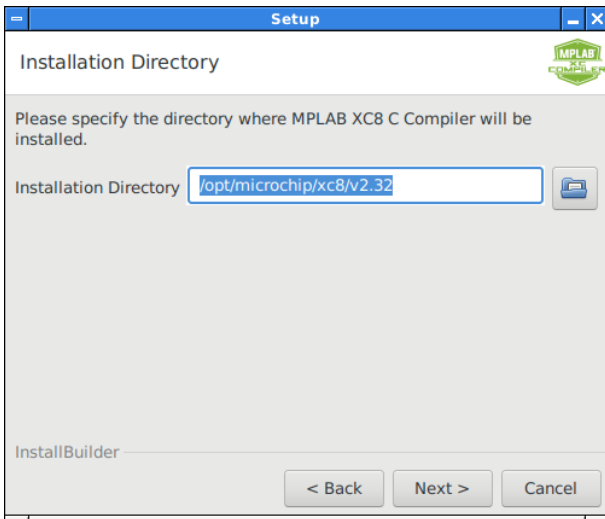 Setup
Installation Directory
MPLAB
XC
COMPILER
Please specify the directory where MPLAB XC8 C Compiler will be
installed.
Installation Directory /opt/microchip/xc8/v2.32
InstallBuilder
< Back Next > Cancel